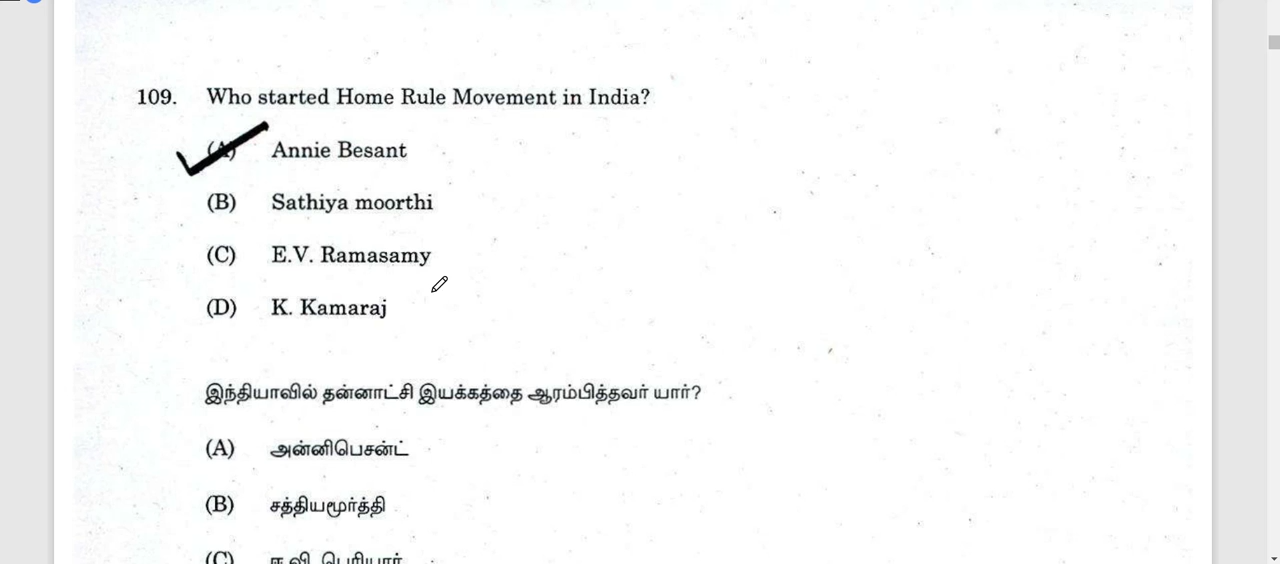 109. Who started Home Rule Movement in India?
(A) Annie Besant
(B) Sathiya moorthi
(C) E.V. Ramasamy
(D) K. Kamaraj
இந்தியாவில் தன்னாட்சி இயக்கத்தை ஆரம்பித்தவர் யார்?
(A) அன்னிபெசன்ட்
(B) சத்தியமூர்த்தி
(C) ஈ.வி. பெரியார்